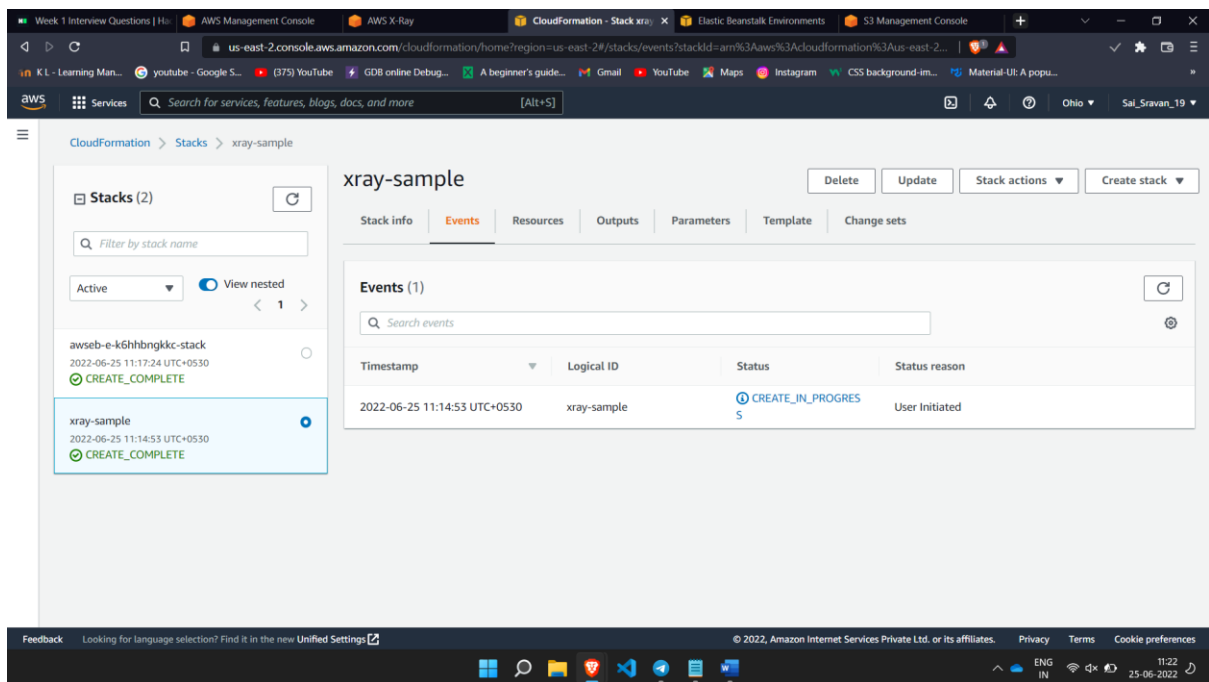 Week 1 Interview Questions | Hac
AWS Management Console
AWS X-Ray
CloudFormation - Stack xray
Elastic Beanstalk Environments
S3 Management Console
us-east-2.console.aws.amazon.com/cloudformation/home?region=us-east-2#/stacks/events?stackId=arn%3Aaws%3Acloudformation%3Aus-east-2...
K L - Learning Man...
youtube - Google S...
(375) YouTube
GDB online Debug...
A beginner's guide...
Gmail
YouTube
Maps
Instagram
CSS background-im...
Material-UI: A popu...
aws
Services
Search for services, features, blogs, docs, and more
[Alt+S]
Ohio
Sai_Sravan_19
CloudFormation
Stacks
xray-sample
Stacks (2)
Filter by stack name
Active
View nested
1
awseb-e-k6hhbngkkc-stack
2022-06-25 11:17:24 UTC+0530
CREATE_COMPLETE
xray-sample
2022-06-25 11:14:53 UTC+0530
CREATE_COMPLETE
xray-sample
Delete
Update
Stack actions
Create stack
Stack info
Events
Resources
Outputs
Parameters
Template
Change sets
Events (1)
Search events
Timestamp
Logical ID
Status
Status reason
2022-06-25 11:14:53 UTC+0530
xray-sample
CREATE_IN_PROGRES
S
User Initiated
Feedback
Looking for language selection? Find it in the new Unified Settings
© 2022, Amazon Internet Services Private Ltd. or its affiliates.
Privacy
Terms
Cookie preferences
ENG
IN
11:22
25-06-2022